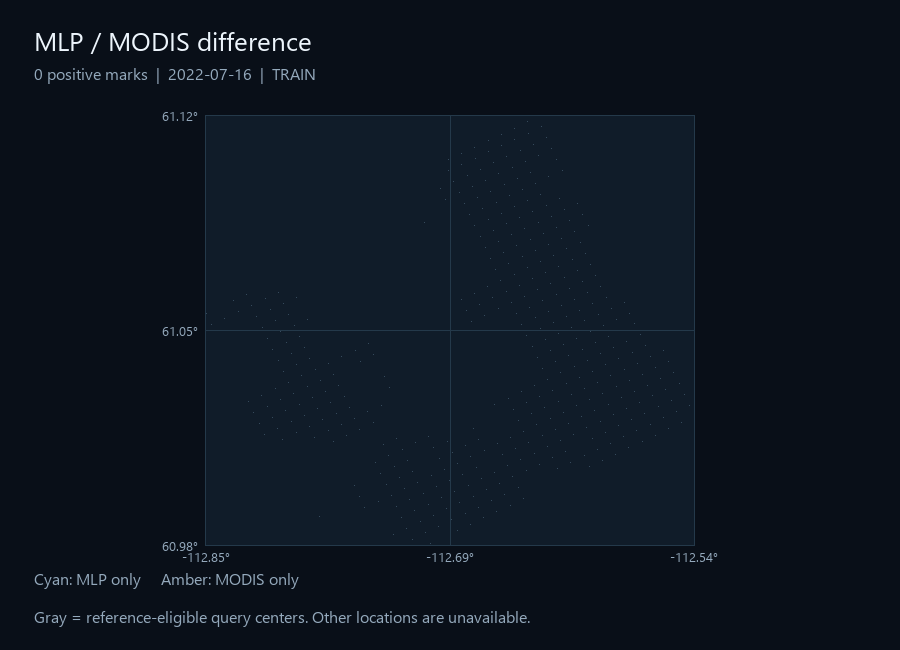 MLP / MODIS difference
0 positive marks | 2022-07-16 | TRAIN
61.12°
61.05°
60.98°
-112.85°
-112.69°
-112.54°
Cyan: MLP only Amber: MODIS only
Gray = reference-eligible query centers. Other locations are unavailable.